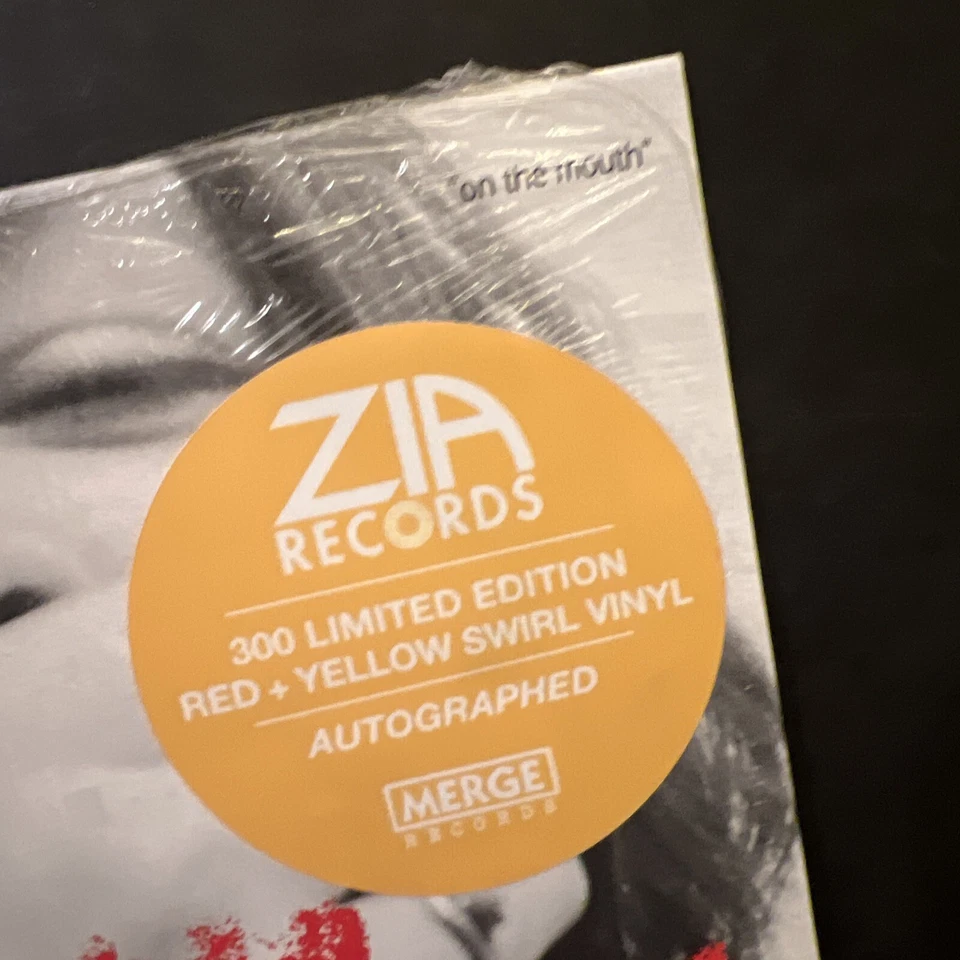 "on the mouth"
ZIA
RECORDS
300 LIMITED EDITION
RED + YELLOW SWIRL VINYL
AUTOGRAPHED
MERGE
RECORDS